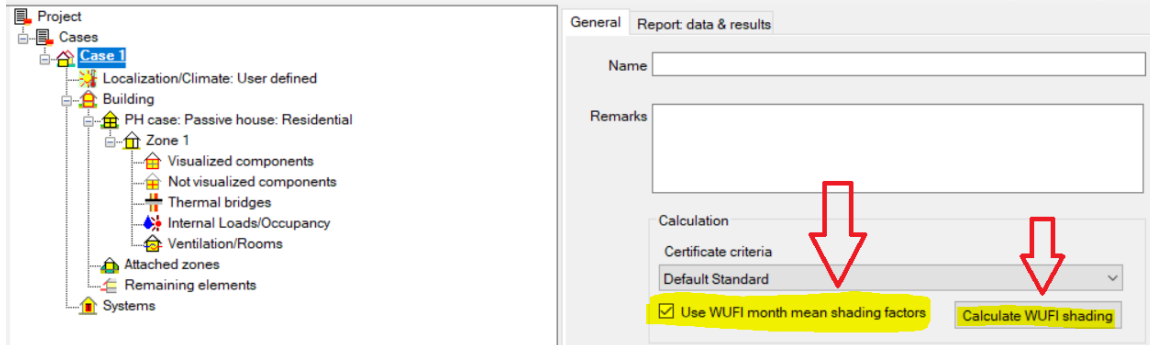 Project
Cases
Case 1
Localization/Climate: User defined
Building
PH case: Passive house: Residential
Zone 1
Visualized components
Not visualized components
Thermal bridges
Internal Loads/Occupancy
Ventilation/Rooms
Attached zones
Remaining elements
Systems
General Report: data & results
Name
Remarks
Calculation
Certificate criteria
Default Standard
Use WUFI month mean shading factors Calculate WUFI shading